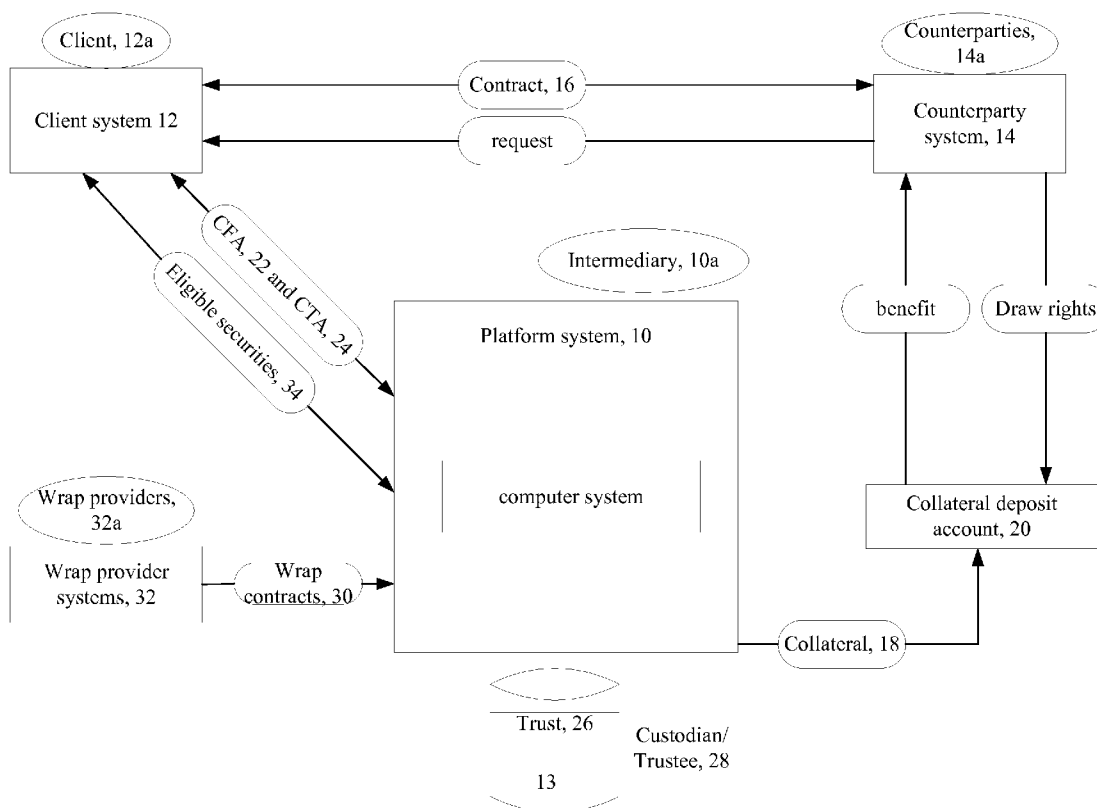 Client, 12a
Client system 12
Contract, 16
request
Counterparties,
14a
Counterparty
system, 14
CFA, 22 and CTA, 24
Eligible securities, 34
Intermediary, 10a
Platform system, 10
computer system
benefit
Draw rights
Collateral deposit
account, 20
Wrap providers,
32a
Wrap provider
systems, 32
Wrap
contracts, 30
Collateral, 18
Trust, 26
Custodian/
Trustee, 28
13